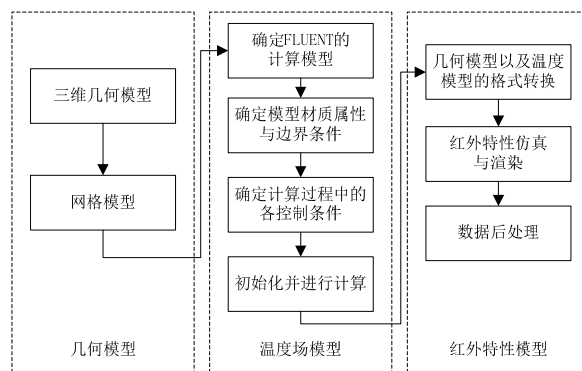 三维几何模型
网格模型
几何模型
确定FLUENT的
计算模型
确定模型材质属性
与边界条件
确定计算过程中的
各控制条件
初始化并进行计算
温度场模型
几何模型以及温度
模型的格式转换
红外特性仿真
与渲染
数据后处理
红外特性模型